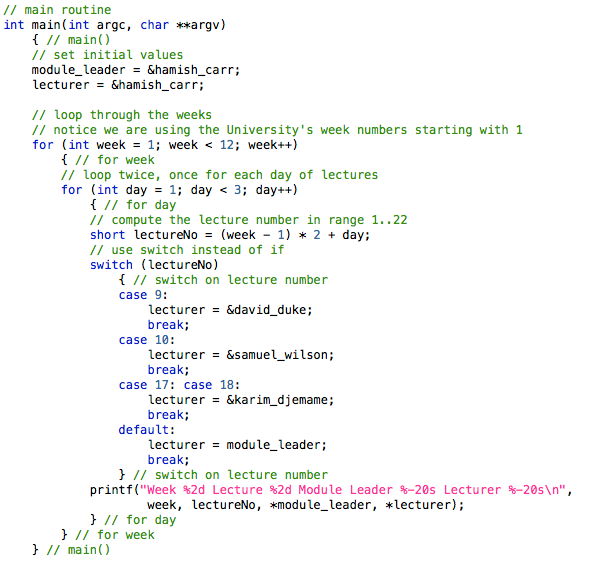 // main routine
int main(int argc, char **argv)
    { // main()
    // set initial values
    module_leader = &hamish_carr;
    lecturer = &hamish_carr;

    // loop through the weeks
    // notice we are using the University's week numbers starting with 1
    for (int week = 1; week < 12; week++)
        { // for week
        // loop twice, once for each day of lectures
        for (int day = 1; day < 3; day++)
            { // for day
            // compute the lecture number in range 1..22
            short lectureNo = (week - 1) * 2 + day;
            // use switch instead of if
            switch (lectureNo)
                { // switch on lecture number
                case 9:
                    lecturer = &david_duke;
                    break;
                case 10:
                    lecturer = &samuel_wilson;
                    break;
                case 17: case 18:
                    lecturer = &karim_djemame;
                    break;
                default:
                    lecturer = module_leader;
                    break;
                } // switch on lecture number
            printf("Week %2d Lecture %2d Module Leader %-20s Lecturer %-20s\n",
                    week, lectureNo, *module_leader, *lecturer);
            } // for day
        } // for week
    } // main()